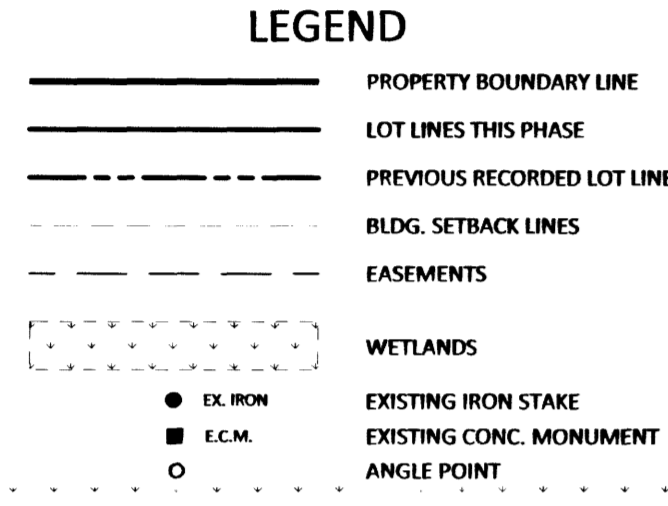 LEGEND
PROPERTY BOUNDARY LINE
LOT LINES THIS PHASE
PREVIOUS RECORDED LOT LINE
BLDG. SETBACK LINES
EASEMENTS
WETLANDS
EX. IRON EXISTING IRON STAKE
E.C.M. EXISTING CONC. MONUMENT
ANGLE POINT